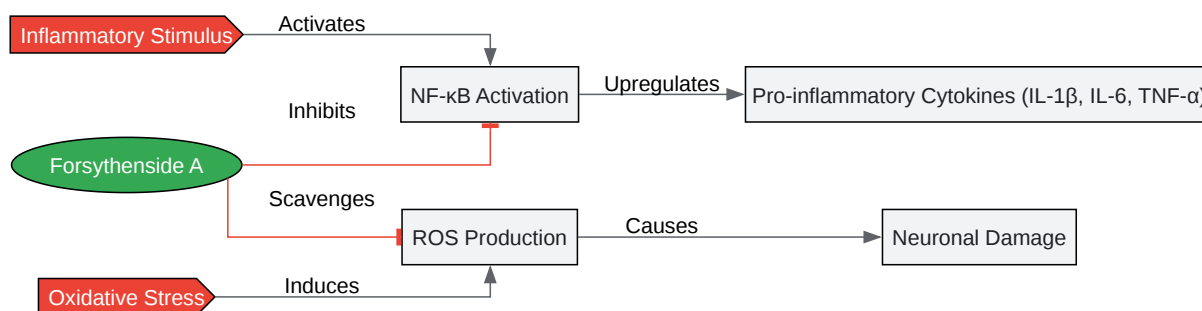 Inflammatory Stimulus
Activates
NF-κB Activation
Upregulates
Pro-inflammatory Cytokines (IL-1β, IL-6, TNF-α)
Inhibits
Forsythenside A
Scavenges
ROS Production
Causes
Neuronal Damage
Oxidative Stress
Induces